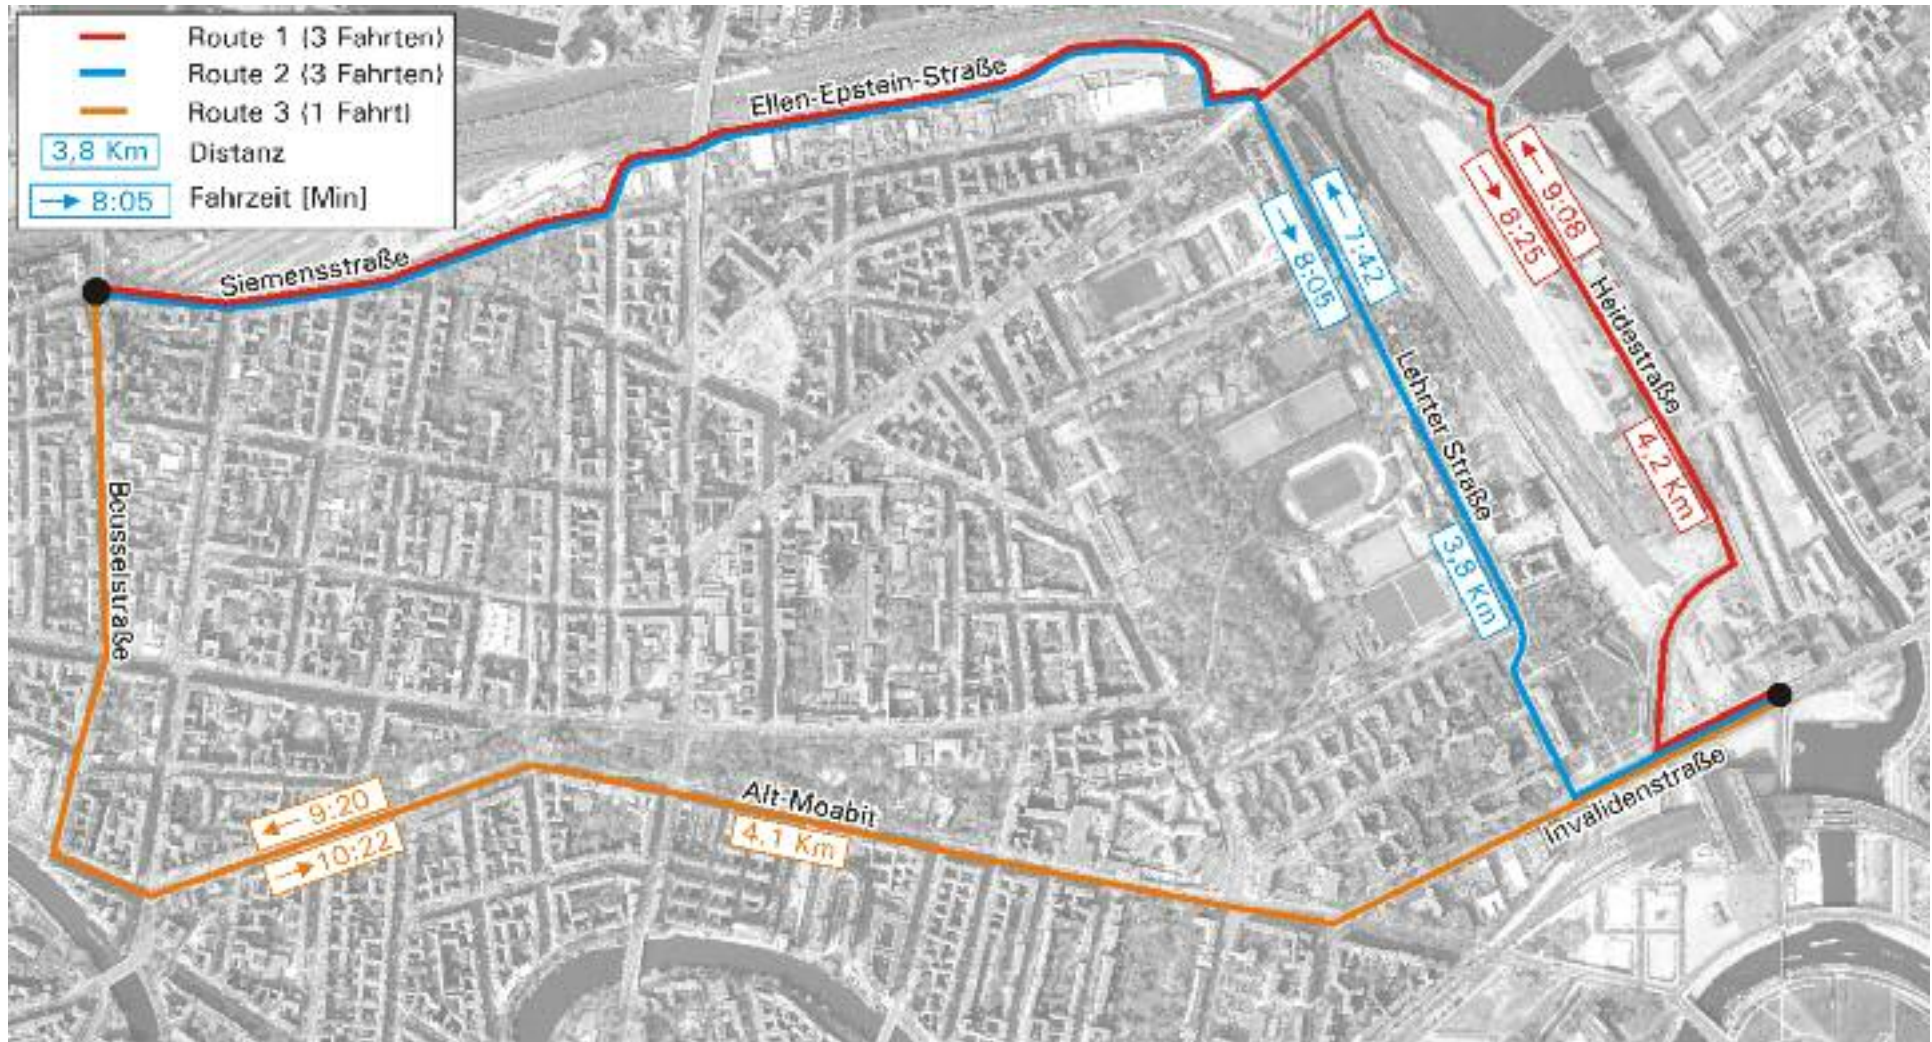 Route 1 (3 Fahrten)
Route 2 (3 Fahrten)
Route 3 (1 Fahrt)
3,8 Km Distanz
→ 8:05 Fahrzeit [Min]
Ellen-Epstein-Straße
Siemensstraße
← 9:08
→ 8:25
Heidestraße
4,2 Km
← 7:42
→ 8:05
Lehrter Straße
3,8 Km
Beusselstraße
← 9:20
→ 10:22
Alt-Moabit
4,1 Km
Invalidenstraße